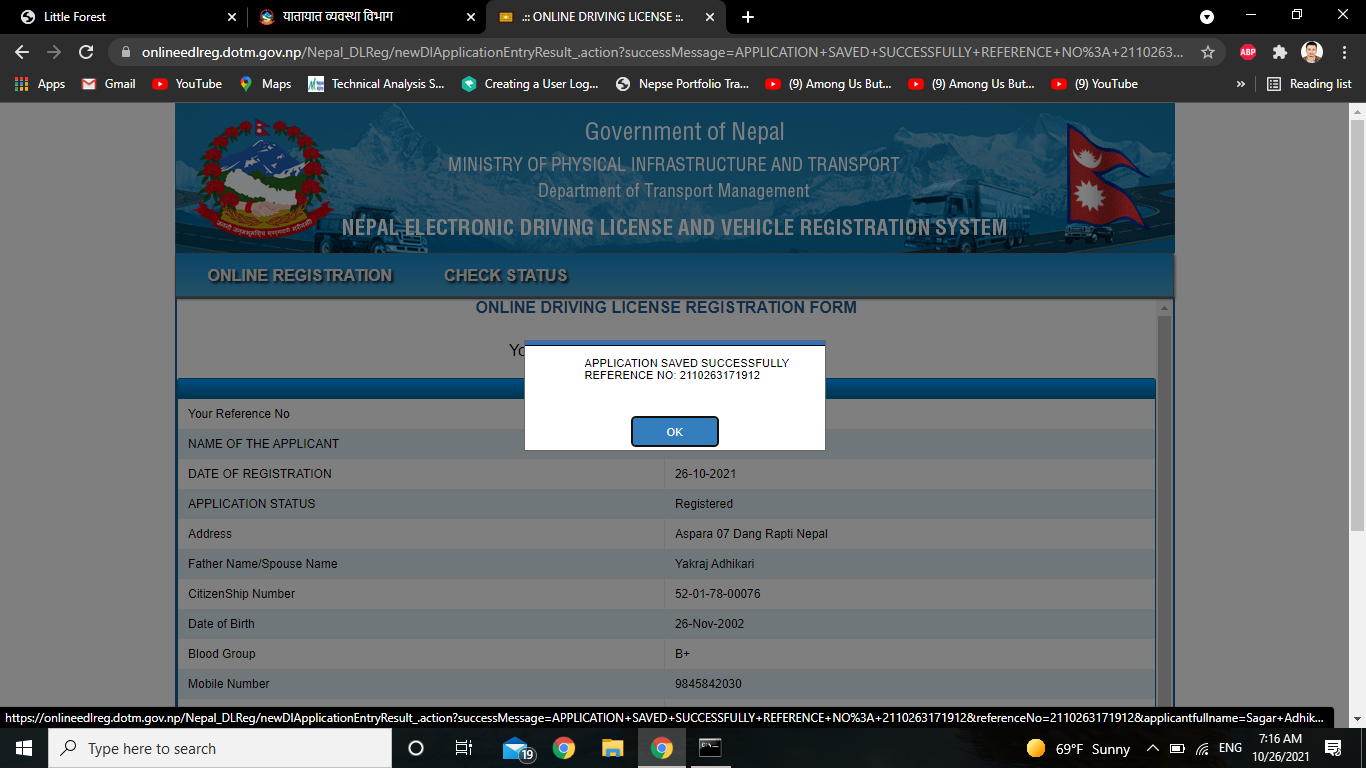 Little Forest
यातायात व्यवस्था विभाग
.:: ONLINE DRIVING LICENSE ::.
onlineedlreg.dotm.gov.np/Nepal_DLReg/newDlApplicationEntryResult_.action?successMessage=APPLICATION+SAVED+SUCCESSFULLY+REFERENCE+NO%3A+2110263...
ABP
Apps
Gmail
YouTube
Maps
Technical Analysis S...
Creating a User Log...
Nepse Portfolio Tra...
(9) Among Us But...
(9) Among Us But...
(9) YouTube
»
Reading list
Government of Nepal
MINISTRY OF PHYSICAL INFRASTRUCTURE AND TRANSPORT
Department of Transport Management
NEPAL ELECTRONIC DRIVING LICENSE AND VEHICLE REGISTRATION SYSTEM
ONLINE REGISTRATION CHECK STATUS
ONLINE DRIVING LICENSE REGISTRATION FORM
APPLICATION SAVED SUCCESSFULLY
REFERENCE NO: 2110263171912
OK
Your Reference No
NAME OF THE APPLICANT
DATE OF REGISTRATION 26-10-2021
APPLICATION STATUS Registered
Address Aspara 07 Dang Rapti Nepal
Father Name/Spouse Name Yakraj Adhikari
CitizenShip Number 52-01-78-00076
Date of Birth 26-Nov-2002
Blood Group B+
Mobile Number 9845842030
https://onlineedlreg.dotm.gov.np/Nepal_DLReg/newDlApplicationEntryResult_.action?successMessage=APPLICATION+SAVED+SUCCESSFULLY+REFERENCE+NO%3A+2110263171912&referenceNo=2110263171912&applicantfullname=Sagar+Adhik...
Type here to search
19
69°F Sunny
ENG
7:16 AM
10/26/2021